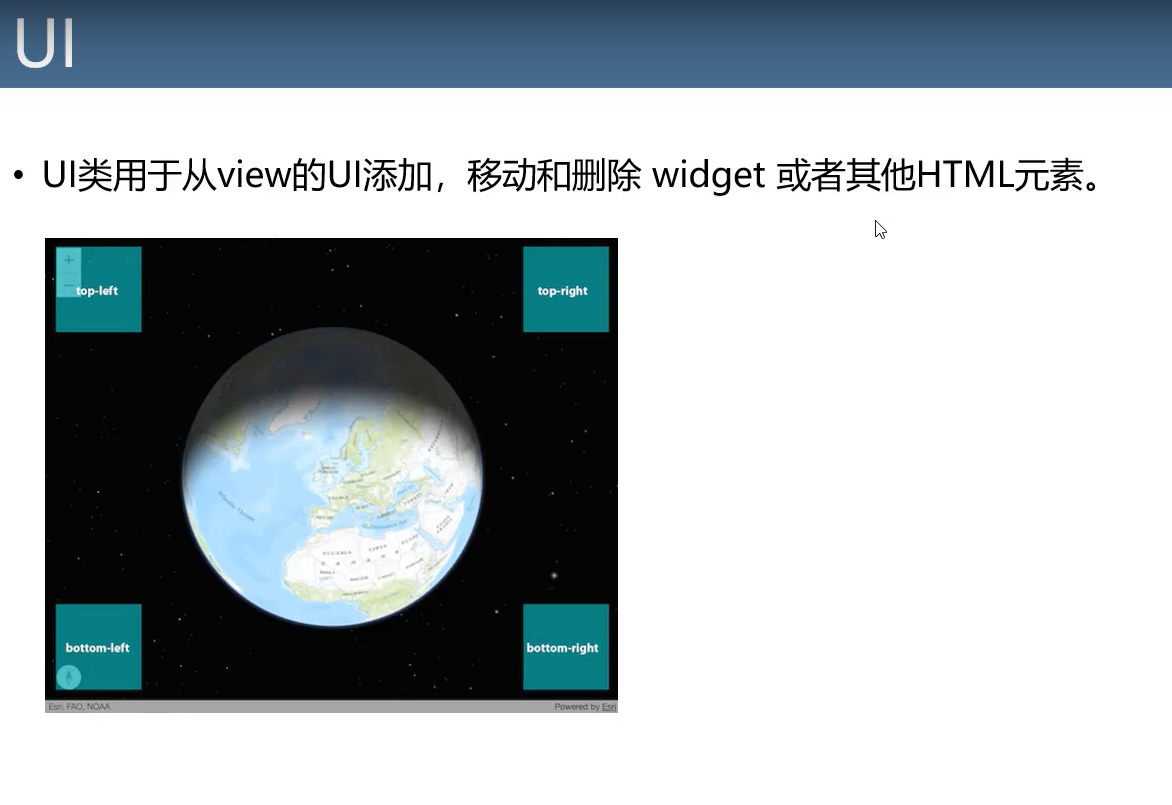 UI
• UI类用于从view的UI添加，移动和删除 widget 或者其他HTML元素。
+
top-left
top-right
bottom-left
bottom-right
Esri, FAO, NOAA
Powered by Esri